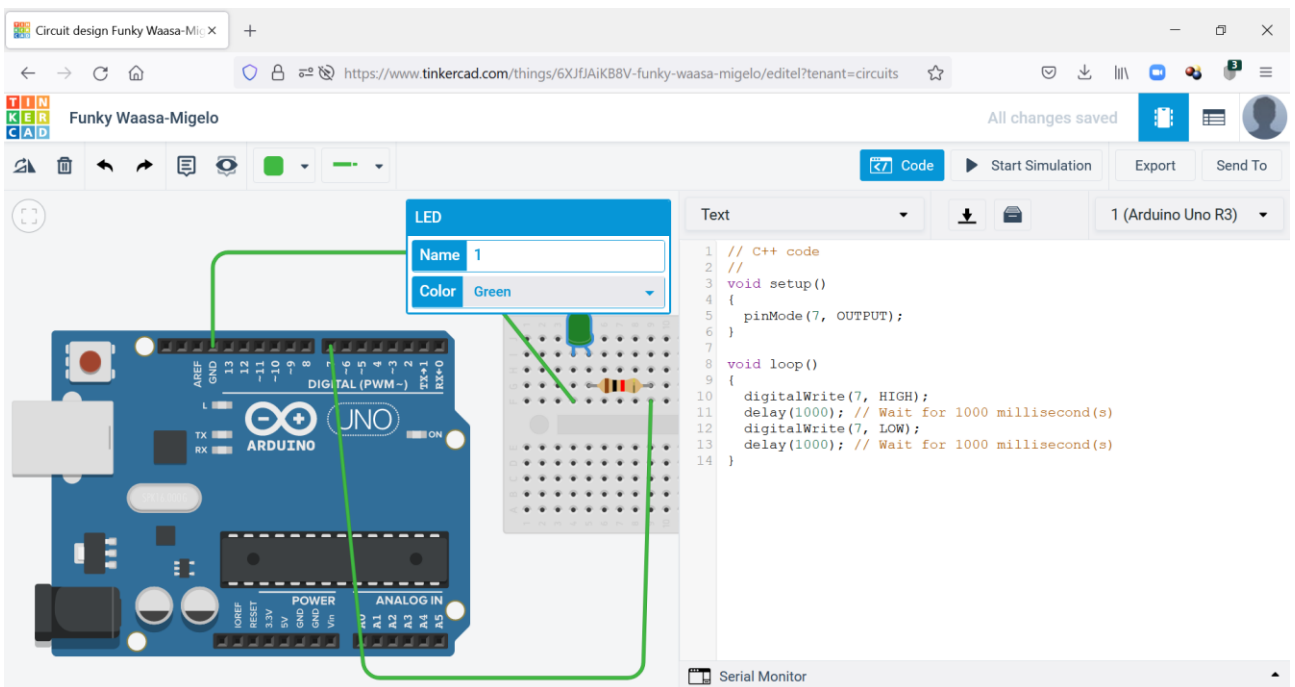 Circuit design Funky Waasa-Mig
https://www.tinkercad.com/things/6XJfJAiKB8V-funky-waasa-migelo/editel?tenant=circuits
3
TIN
KER
CAD
Funky Waasa-Migelo
All changes saved
Code
Start Simulation
Export
Send To
LED
Name 1
Color Green
Text
1 (Arduino Uno R3)
1 // C++ code
2 //
3 void setup()
4 {
5 pinMode(7, OUTPUT);
6 }
7
8 void loop()
9 {
10 digitalWrite(7, HIGH);
11 delay(1000); // Wait for 1000 millisecond(s)
12 digitalWrite(7, LOW);
13 delay(1000); // Wait for 1000 millisecond(s)
14 }
AREF
GND
13
12
~11
~10
~9
8
7
~6
~5
4
~3
2
TX→1
RX←0
DIGITAL (PWM~)
L
TX
RX
ARDUINO
UNO
ON
POWER
ANALOG IN
IOREF
RESET
3.3V
5V
GND
GND
Vin
A0
A1
A2
A3
A4
A5
Serial Monitor